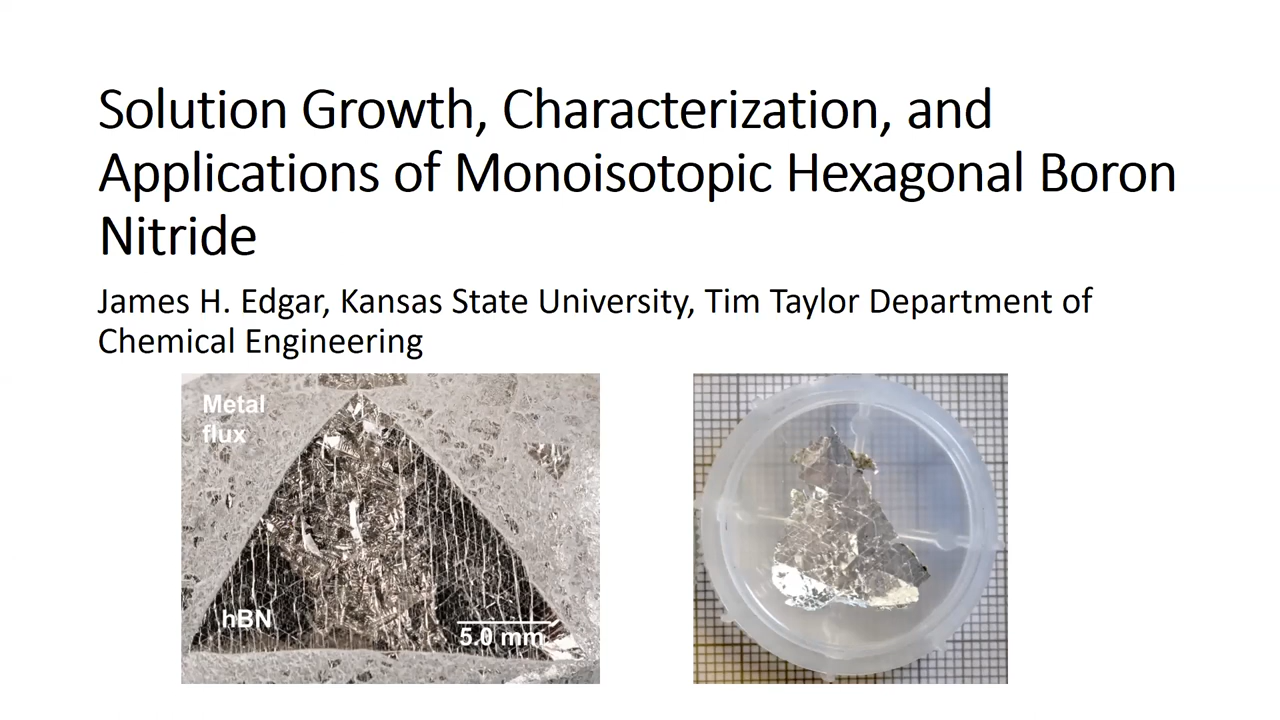 Solution Growth, Characterization, and
Applications of Monoisotopic Hexagonal Boron
Nitride
James H. Edgar, Kansas State University, Tim Taylor Department of
Chemical Engineering
Metal
flux
hBN
5.0 mm